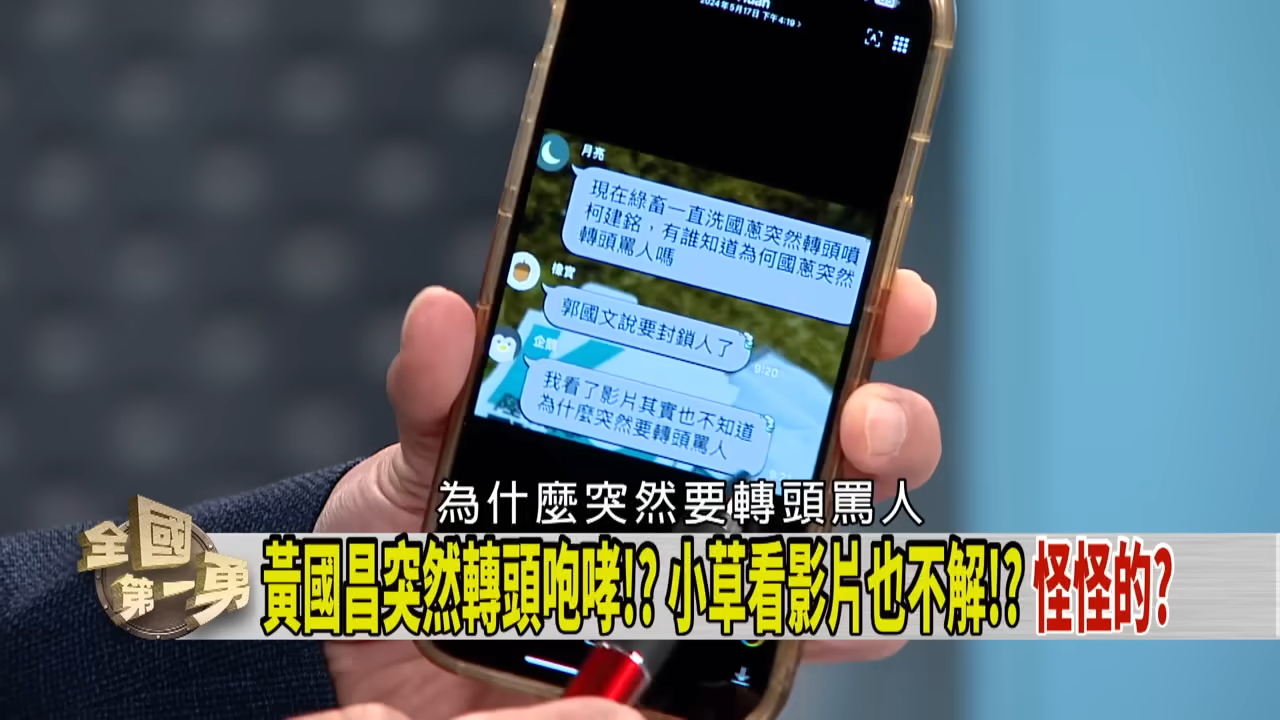 2024年5月17日 下午4:19
月亮
現在綠畜一直洗國蔥突然轉頭噴
柯建銘，有誰知道為何國蔥突然
轉頭罵人嗎
橡實
郭國文說要封鎖人了
9:20
企鵝
我看了影片其實也不知道
為什麼突然要轉頭罵人
為什麼突然要轉頭罵人
全國第一勇
黃國昌突然轉頭咆哮!? 小草看影片也不解!? 怪怪的?